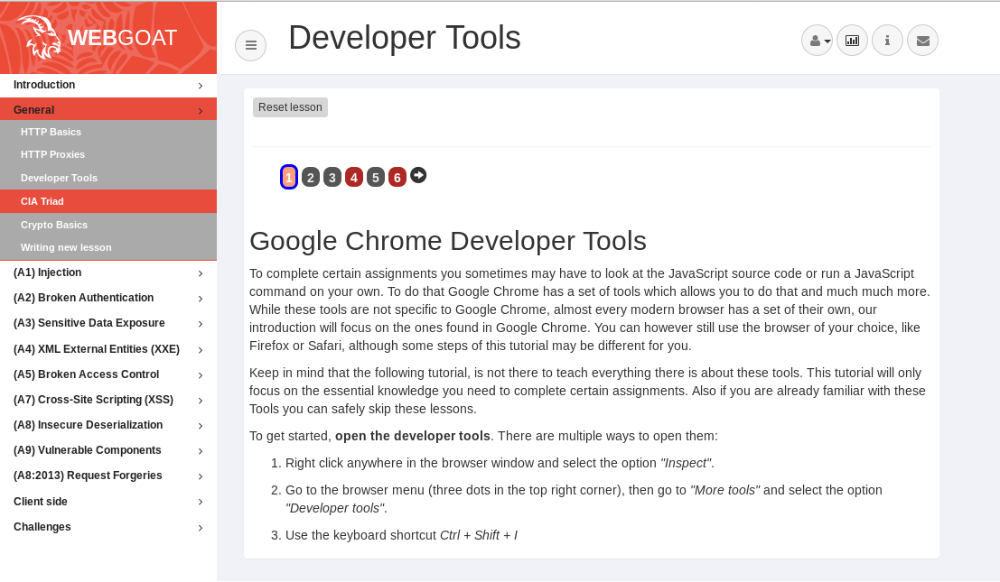 WEBGOAT
Developer Tools
Introduction
General
HTTP Basics
HTTP Proxies
Developer Tools
CIA Triad
Crypto Basics
Writing new lesson
(A1) Injection
(A2) Broken Authentication
(A3) Sensitive Data Exposure
(A4) XML External Entities (XXE)
(A5) Broken Access Control
(A7) Cross-Site Scripting (XSS)
(A8) Insecure Deserialization
(A9) Vulnerable Components
(A8:2013) Request Forgeries
Client side
Challenges
Reset lesson
1 2 3 4 5 6
Google Chrome Developer Tools
To complete certain assignments you sometimes may have to look at the JavaScript source code or run a JavaScript
command on your own. To do that Google Chrome has a set of tools which allows you to do that and much much more.
While these tools are not specific to Google Chrome, almost every modern browser has a set of their own, our
introduction will focus on the ones found in Google Chrome. You can however still use the browser of your choice, like
Firefox or Safari, although some steps of this tutorial may be different for you.
Keep in mind that the following tutorial, is not there to teach everything there is about these tools. This tutorial will only
focus on the essential knowledge you need to complete certain assignments. Also if you are already familiar with these
Tools you can safely skip these lessons.
To get started, open the developer tools. There are multiple ways to open them:
1. Right click anywhere in the browser window and select the option "Inspect".
2. Go to the browser menu (three dots in the top right corner), then go to "More tools" and select the option
"Developer tools".
3. Use the keyboard shortcut Ctrl + Shift + I